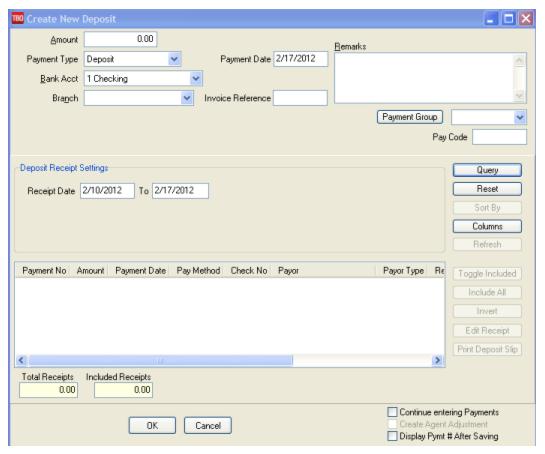 TBO Create New Deposit
Amount 0.00
Remarks
Payment Type Deposit Payment Date 2/17/2012
Bank Acct 1 Checking
Branch Invoice Reference
Payment Group
Pay Code
Deposit Receipt Settings
Receipt Date 2/10/2012 To 2/17/2012
Query
Reset
Sort By
Columns
Refresh
Payment No Amount Payment Date Pay Method Check No Payor Payor Type Re
Toggle Included
Include All
Invert
Edit Receipt
Print Deposit Slip
Total Receipts Included Receipts
0.00 0.00
OK Cancel
Continue entering Payments
Create Agent Adjustment
Display Pymt # After Saving